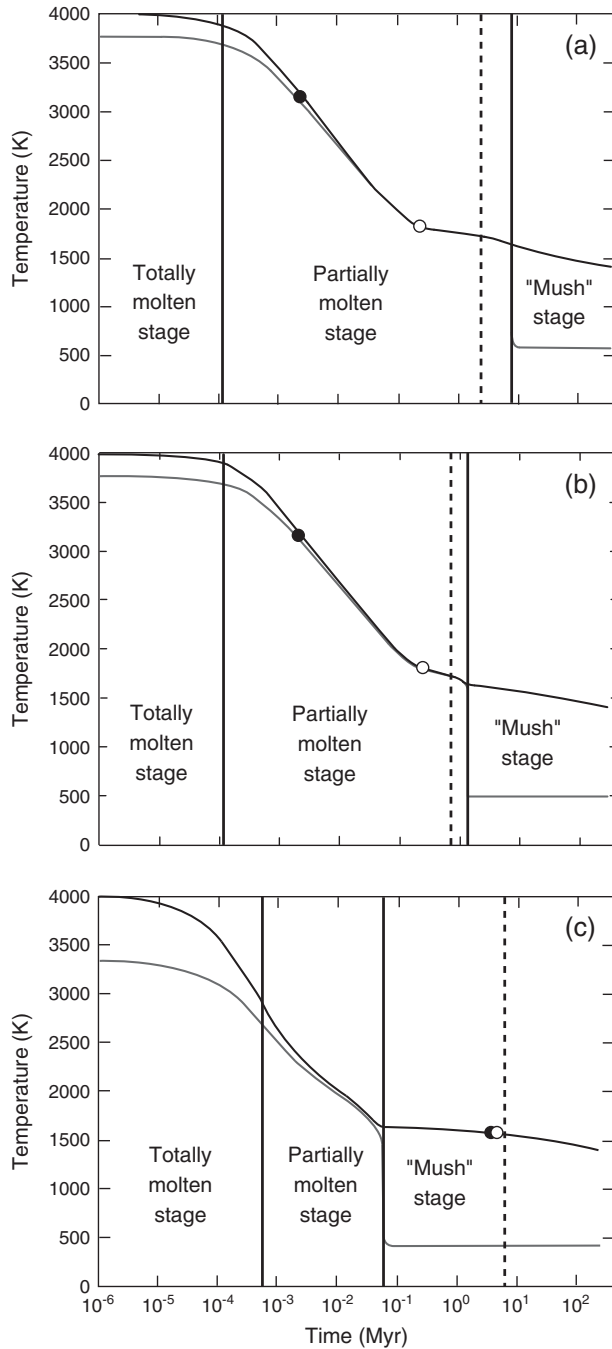 (a)
4000
3500
3000
2500
2000
1500
1000
500
0
Temperature (K)
Totally
molten
stage
Partially
molten
stage
"Mush"
stage
(b)
4000
3500
3000
2500
2000
1500
1000
500
0
Temperature (K)
Totally
molten
stage
Partially
molten
stage
"Mush"
stage
(c)
4000
3500
3000
2500
2000
1500
1000
500
0
Temperature (K)
Totally
molten
stage
Partially
molten
stage
"Mush"
stage
10⁻⁶ 10⁻⁵ 10⁻⁴ 10⁻³ 10⁻² 10⁻¹ 10⁰ 10¹ 10²
Time (Myr)